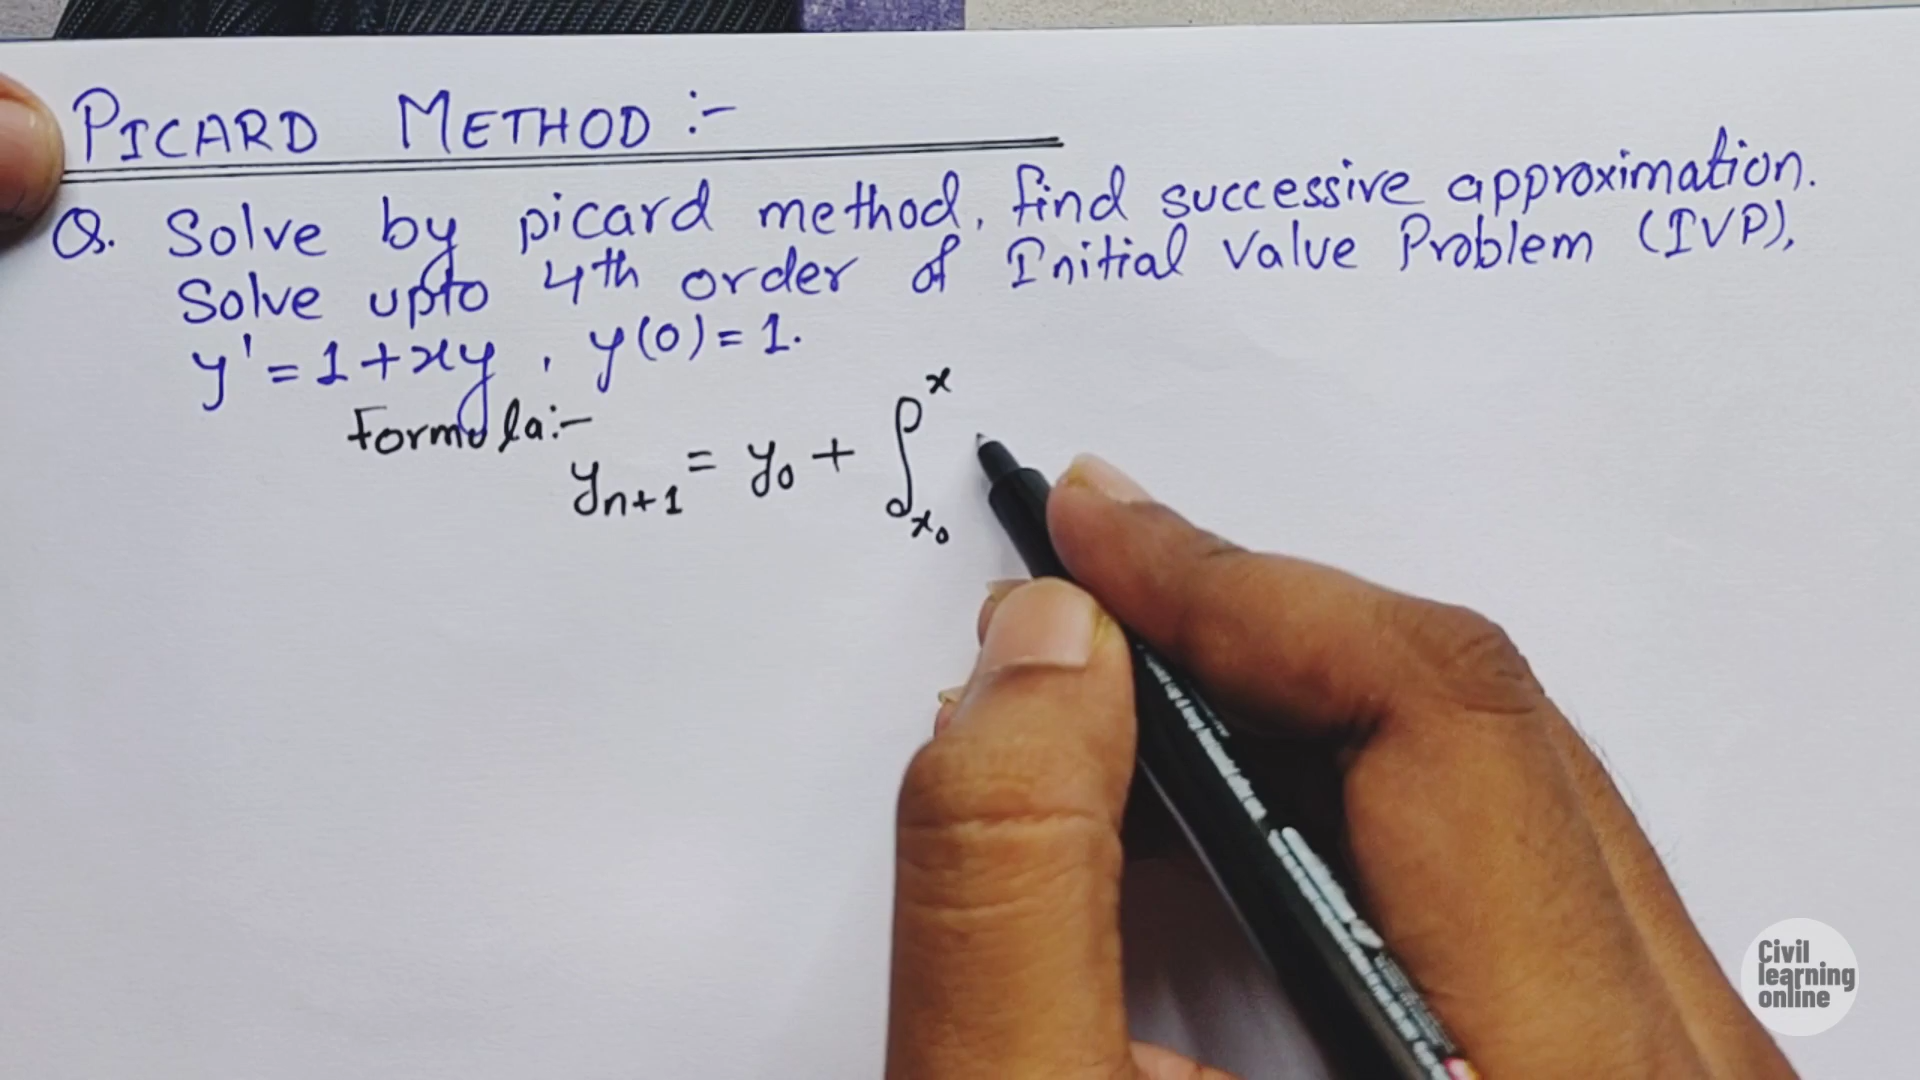 PICARD METHOD :-
Q. Solve by picard method, find successive approximation.
Solve upto 4th order of Initial Value Problem (IVP),
y' = 1 + xy , y(0) = 1.
Formula:-
yₙ₊₁ = y₀ + ∫ₓ₀ˣ
Civil
learning
online